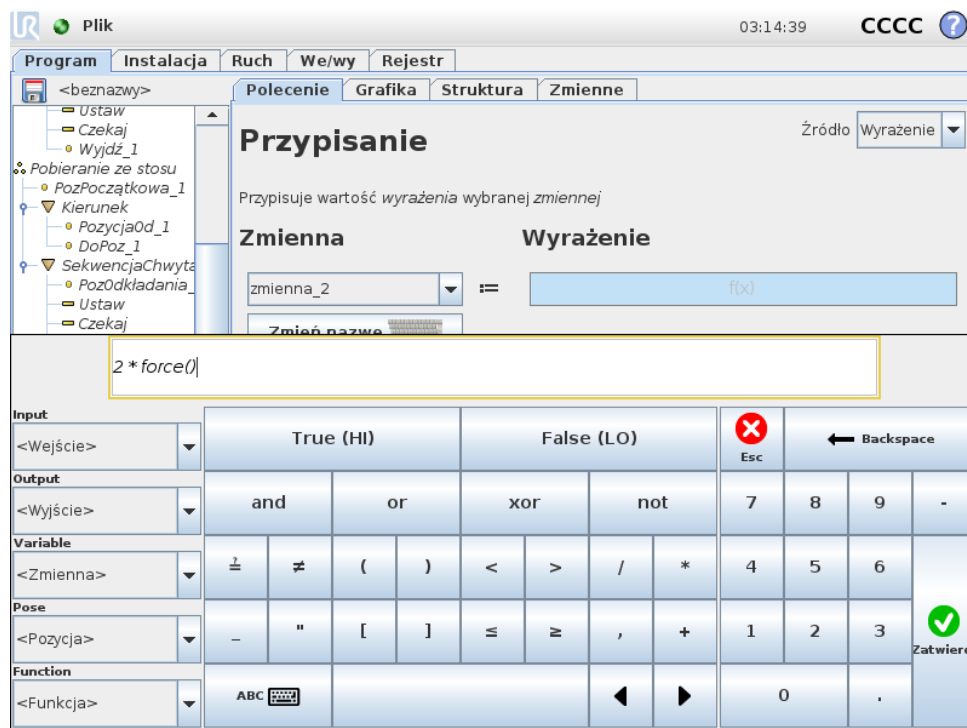 UR Plik 03:14:39 CCCC ?
Program Instalacja Ruch We/wy Rejestr
<beznazwy> Polecenie Grafika Struktura Zmienne
Ustaw
Czekaj
Wyjdź_1
Pobieranie ze stosu
PozPoczątkowa_1
Kierunek
PozycjaOd_1
DoPoz_1
SekwencjaChwyta
PozOdkładania_
Ustaw
Czekaj
Przypisanie
Źródło Wyrażenie
Przypisuje wartość wyrażenia wybranej zmiennej
Zmienna Wyrażenie
zmienna_2 := f(x)
Zmień nazwę
2 * force()
Input
<Wejście> True (HI) False (LO) Esc Backspace
Output
<Wyjście> and or xor not 7 8 9 -
Variable
<Zmienna> ≟ ≠ ( ) < > / * 4 5 6
Pose
<Pozycja> _ " [ ] ≤ ≥ , + 1 2 3 Zatwierd
Function
<Funkcja> ABC 0 .